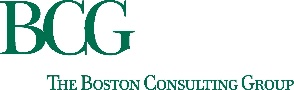 BCG
THE BOSTON CONSULTING GROUP